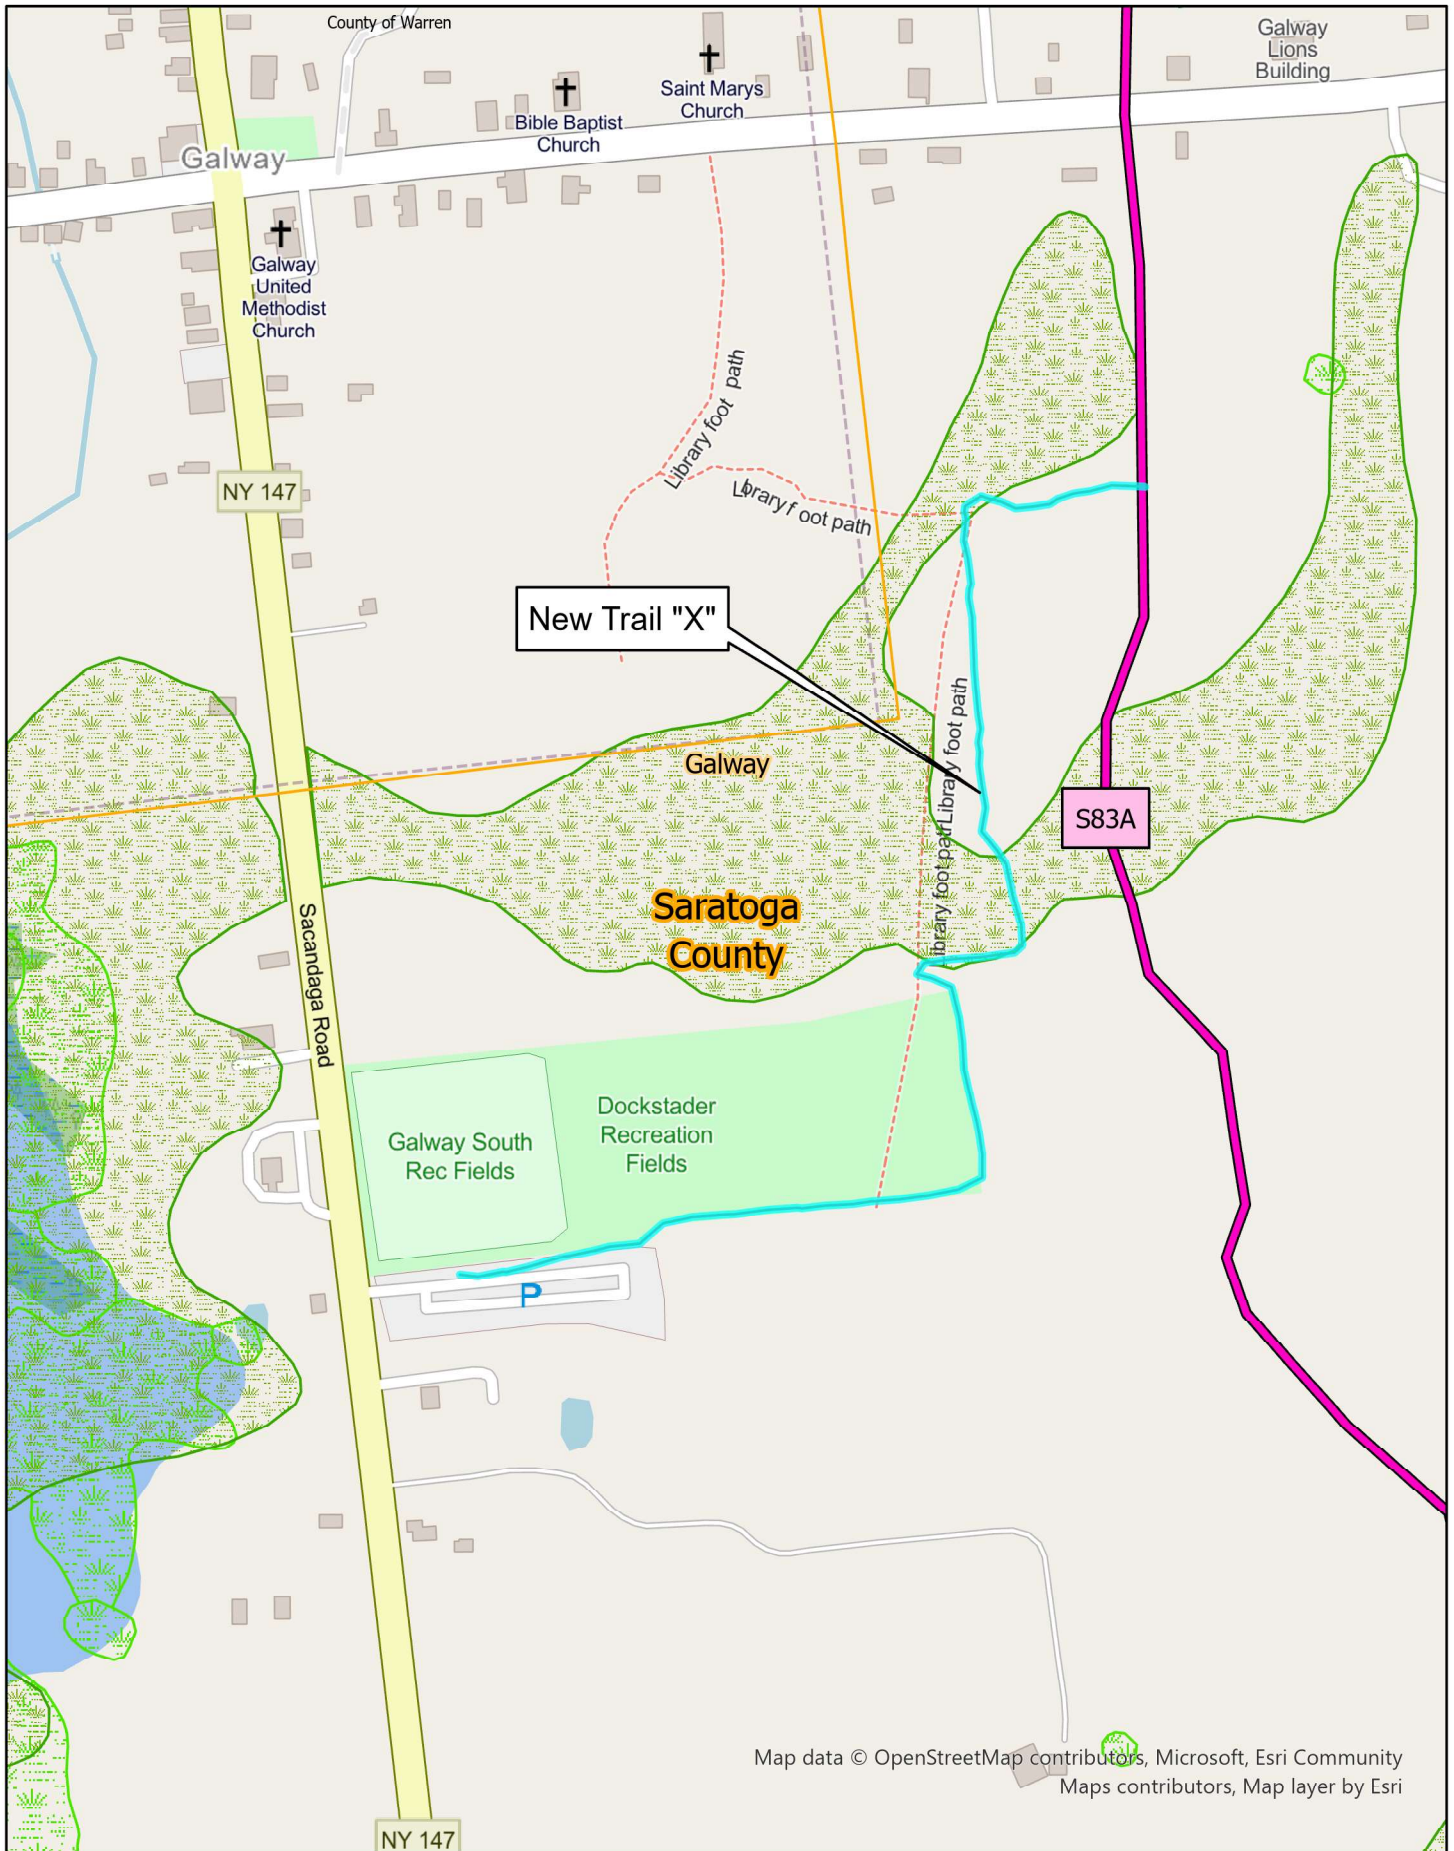 County of Warren
Galway
Lions
Building
Saint Marys
Church
Bible Baptist
Church
Galway
Galway
United
Methodist
Church
Library foot path
Library foot path
NY 147
New Trail "X"
Library foot path
Galway
Library foot path
S83A
Saratoga
County
Sacandaga Road
Dockstader
Recreation
Fields
Galway South
Rec Fields
P
Map data © OpenStreetMap contributors, Microsoft, Esri Community
Maps contributors, Map layer by Esri
NY 147